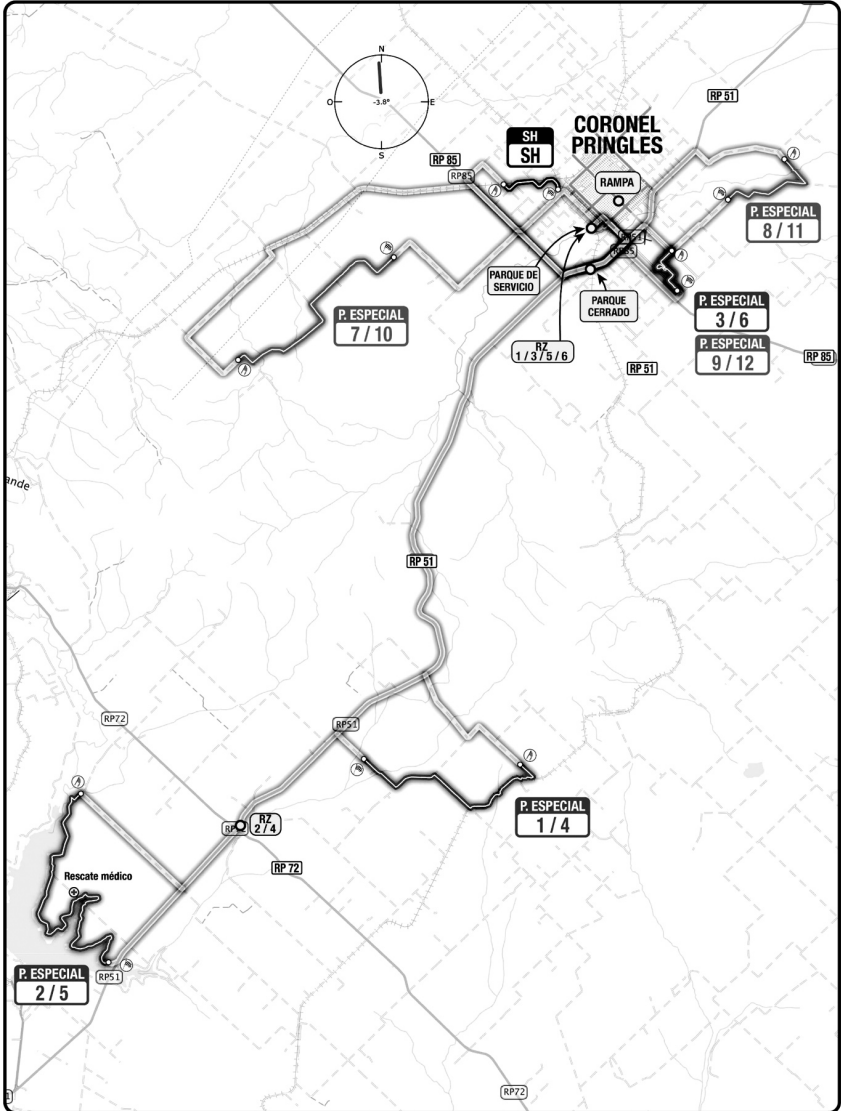 N
O
E
S
-3.8°
RP 51
SH
SH
CORONEL
PRINGLES
RP 85
RP85
RAMPA
P. ESPECIAL
8 / 11
RP51
RP85
PARQUE DE
SERVICIO
PARQUE
CERRADO
P. ESPECIAL
3 / 6
P. ESPECIAL
7 / 10
RZ
1 / 3 / 5 / 6
P. ESPECIAL
9 / 12
RP 85
RP 51
ande
RP 51
RP72
RP51
P. ESPECIAL
1 / 4
RZ
2 / 4
RP 72
Rescate médico
P. ESPECIAL
2 / 5
RP51
RP72